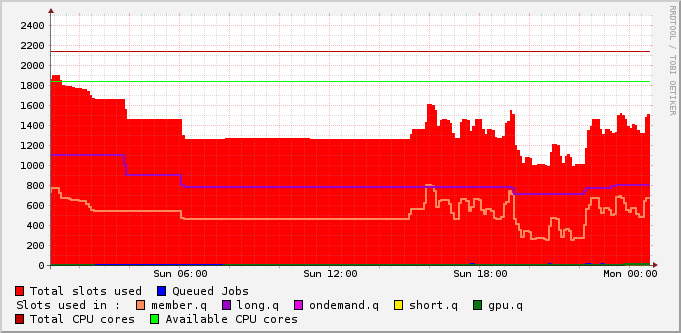 2400
2200
2000
1800
1600
1400
1200
1000
800
600
400
200
0
Sun 06:00 Sun 12:00 Sun 18:00 Mon 00:00
RRDTOOL / TOBI OETIKER
Total slots used Queued Jobs
Slots used in : member.q long.q ondemand.q short.q gpu.q
Total CPU cores Available CPU cores